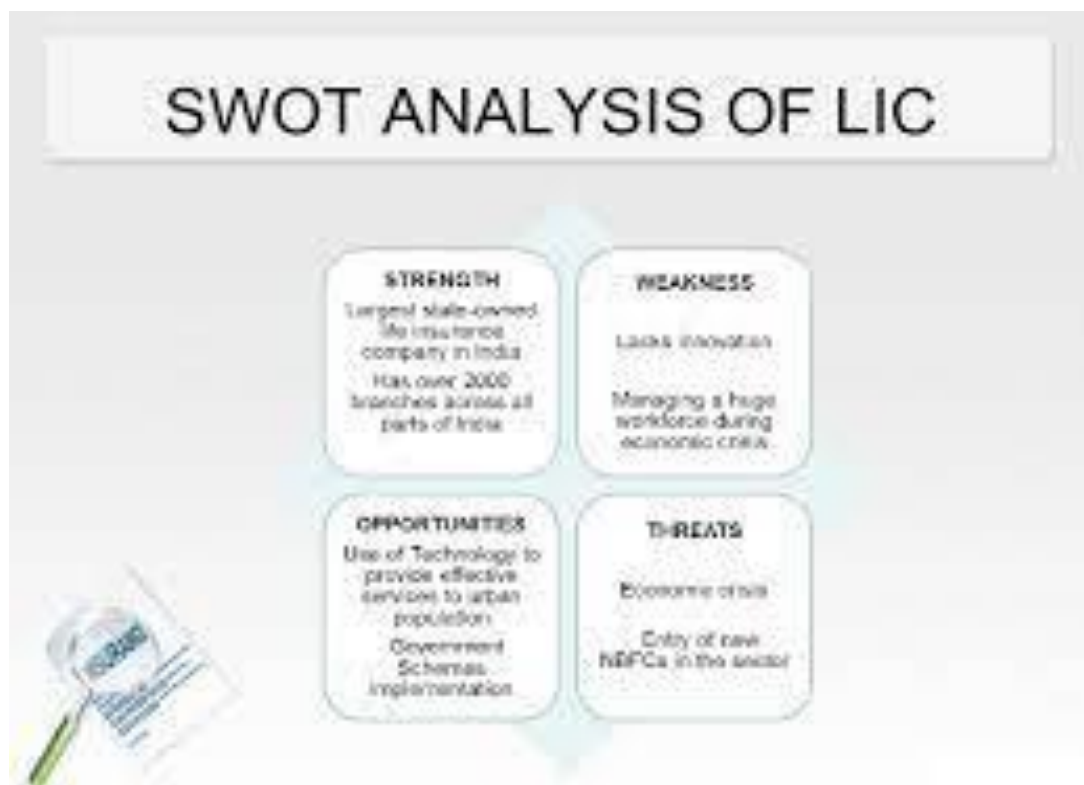 SWOT ANALYSIS OF LIC
STRENGTH
Largest state-owned
life insurance
company in India
Has over 2000
branches across all
parts of India
WEAKNESS
Lacks innovation
Managing a huge
workforce during
economic crisis
OPPORTUNITIES
Use of Technology to
provide effective
services to urban
population
Government
Schemes
implementation
THREATS
Economic crisis
Entry of new
NBFCs in the sector